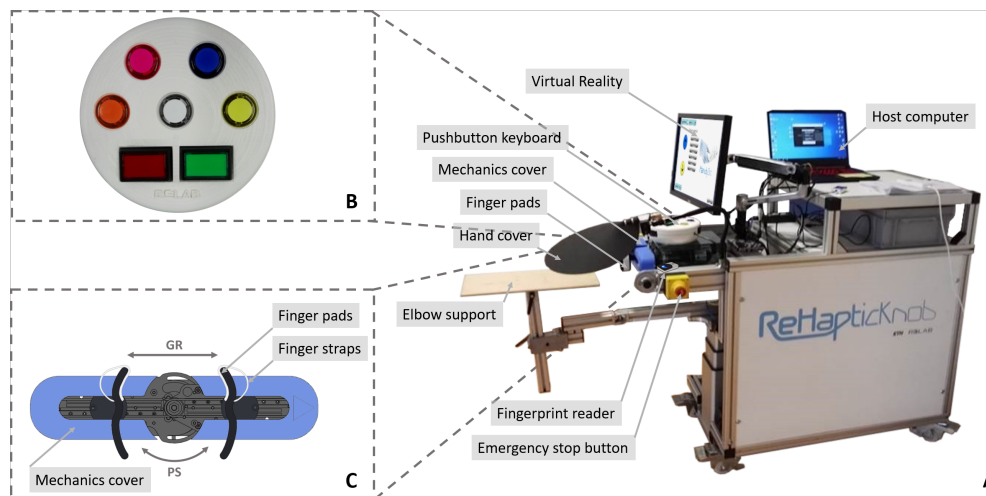 B
RELAB
Virtual Reality
Host computer
Pushbutton keyboard
Mechanics cover
Finger pads
Hand cover
Elbow support
ReHapticKnob
ETH RELAB
Fingerprint reader
Emergency stop button
A
Finger pads
Finger straps
GR
PS
Mechanics cover
C